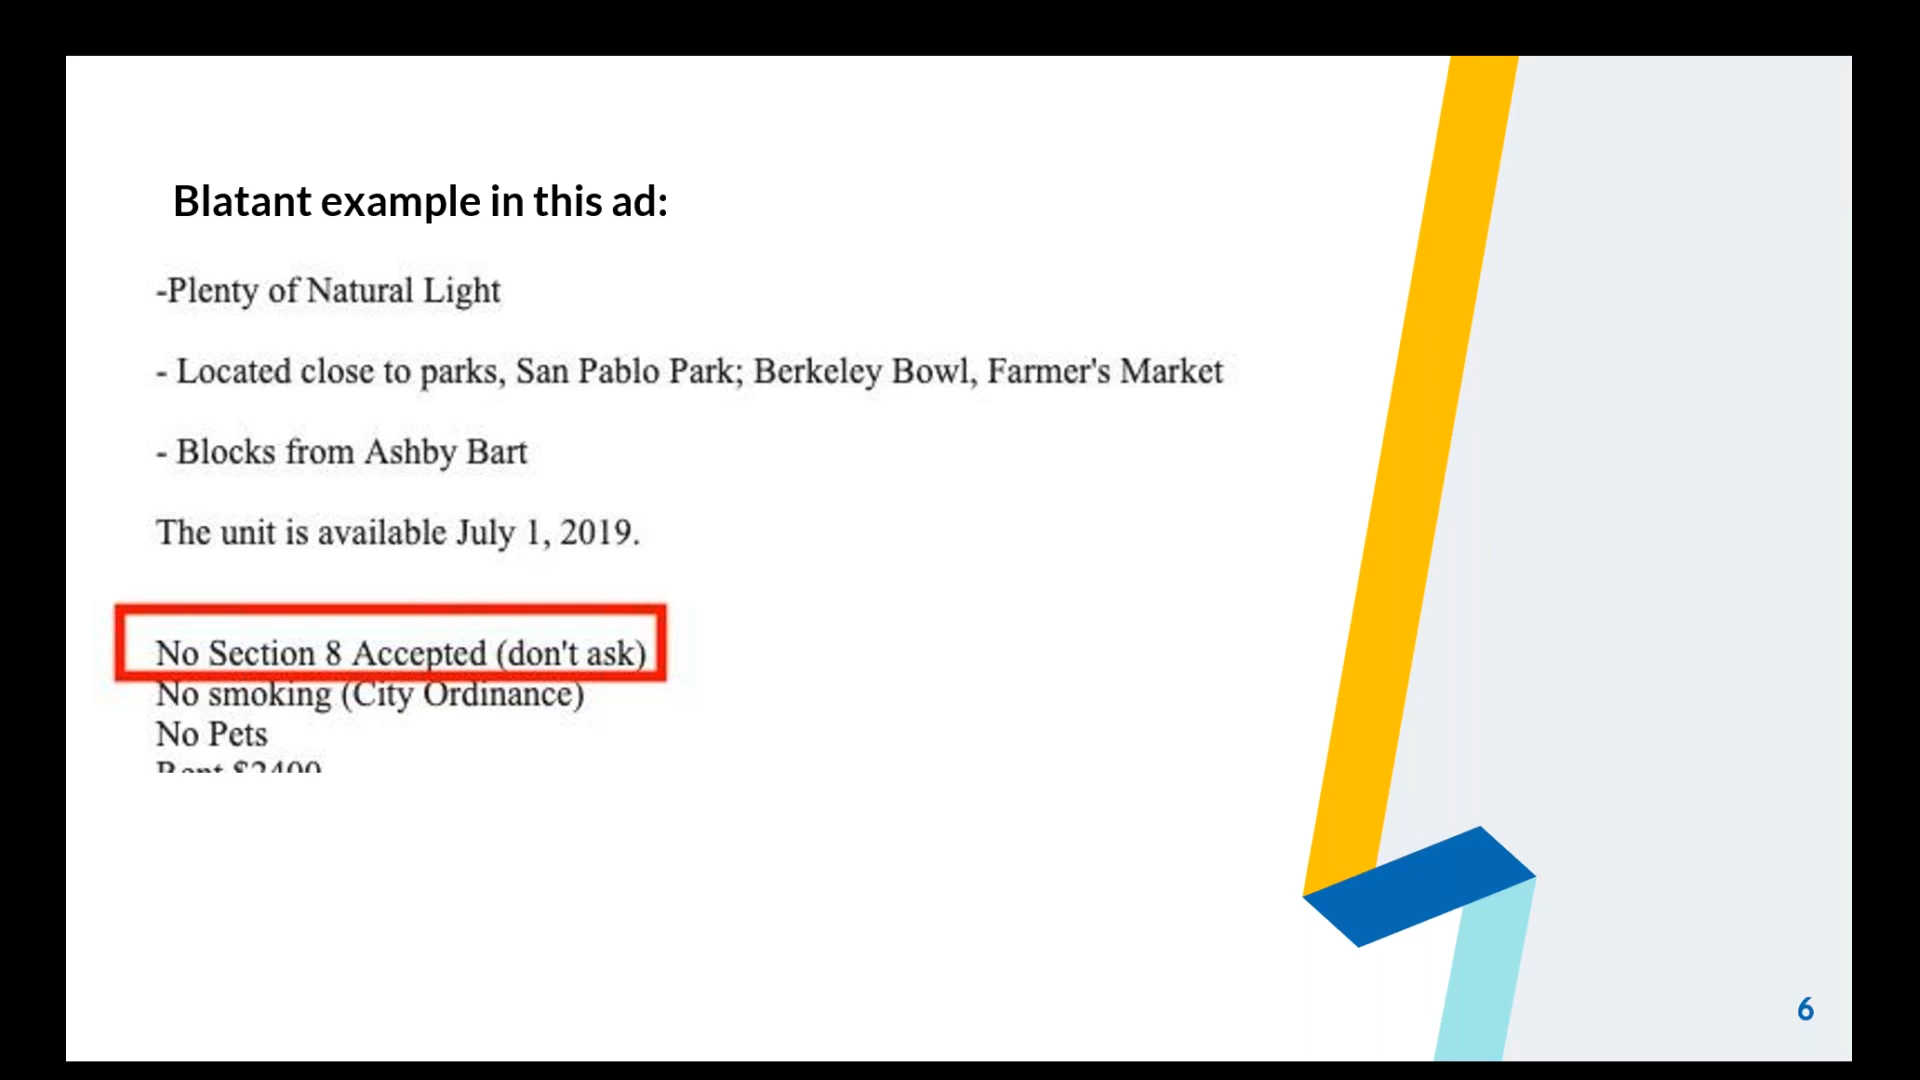 Blatant example in this ad:
-Plenty of Natural Light
- Located close to parks, San Pablo Park; Berkeley Bowl, Farmer's Market
- Blocks from Ashby Bart
The unit is available July 1, 2019.
No Section 8 Accepted (don't ask)
No smoking (City Ordinance)
No Pets
Rent $2400
6